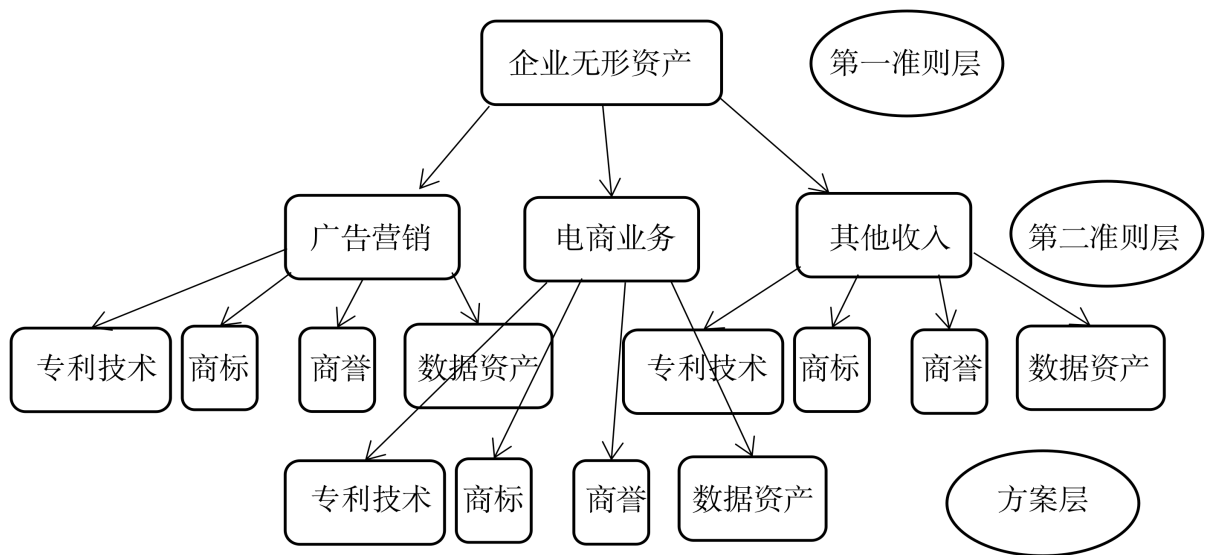 企业无形资产
第一准则层
广告营销
电商业务
其他收入
第二准则层
专利技术
商标
商誉
数据资产
专利技术
商标
商誉
数据资产
专利技术
商标
商誉
数据资产
方案层